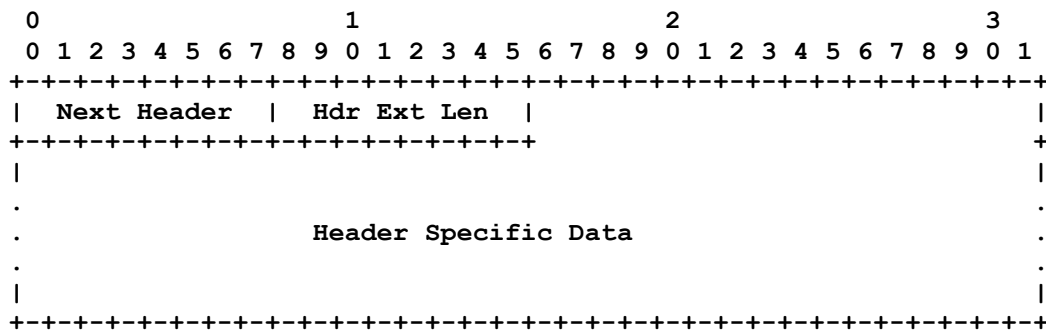 0                   1                   2                   3
 0 1 2 3 4 5 6 7 8 9 0 1 2 3 4 5 6 7 8 9 0 1 2 3 4 5 6 7 8 9 0 1
+-+-+-+-+-+-+-+-+-+-+-+-+-+-+-+-+-+-+-+-+-+-+-+-+-+-+-+-+-+-+-+-+
|  Next Header  |  Hdr Ext Len  |                               |
+-+-+-+-+-+-+-+-+-+-+-+-+-+-+-+-+                               +
|                                                               |
.                                                               .
.                  Header Specific Data                         .
.                                                               .
|                                                               |
+-+-+-+-+-+-+-+-+-+-+-+-+-+-+-+-+-+-+-+-+-+-+-+-+-+-+-+-+-+-+-+-+